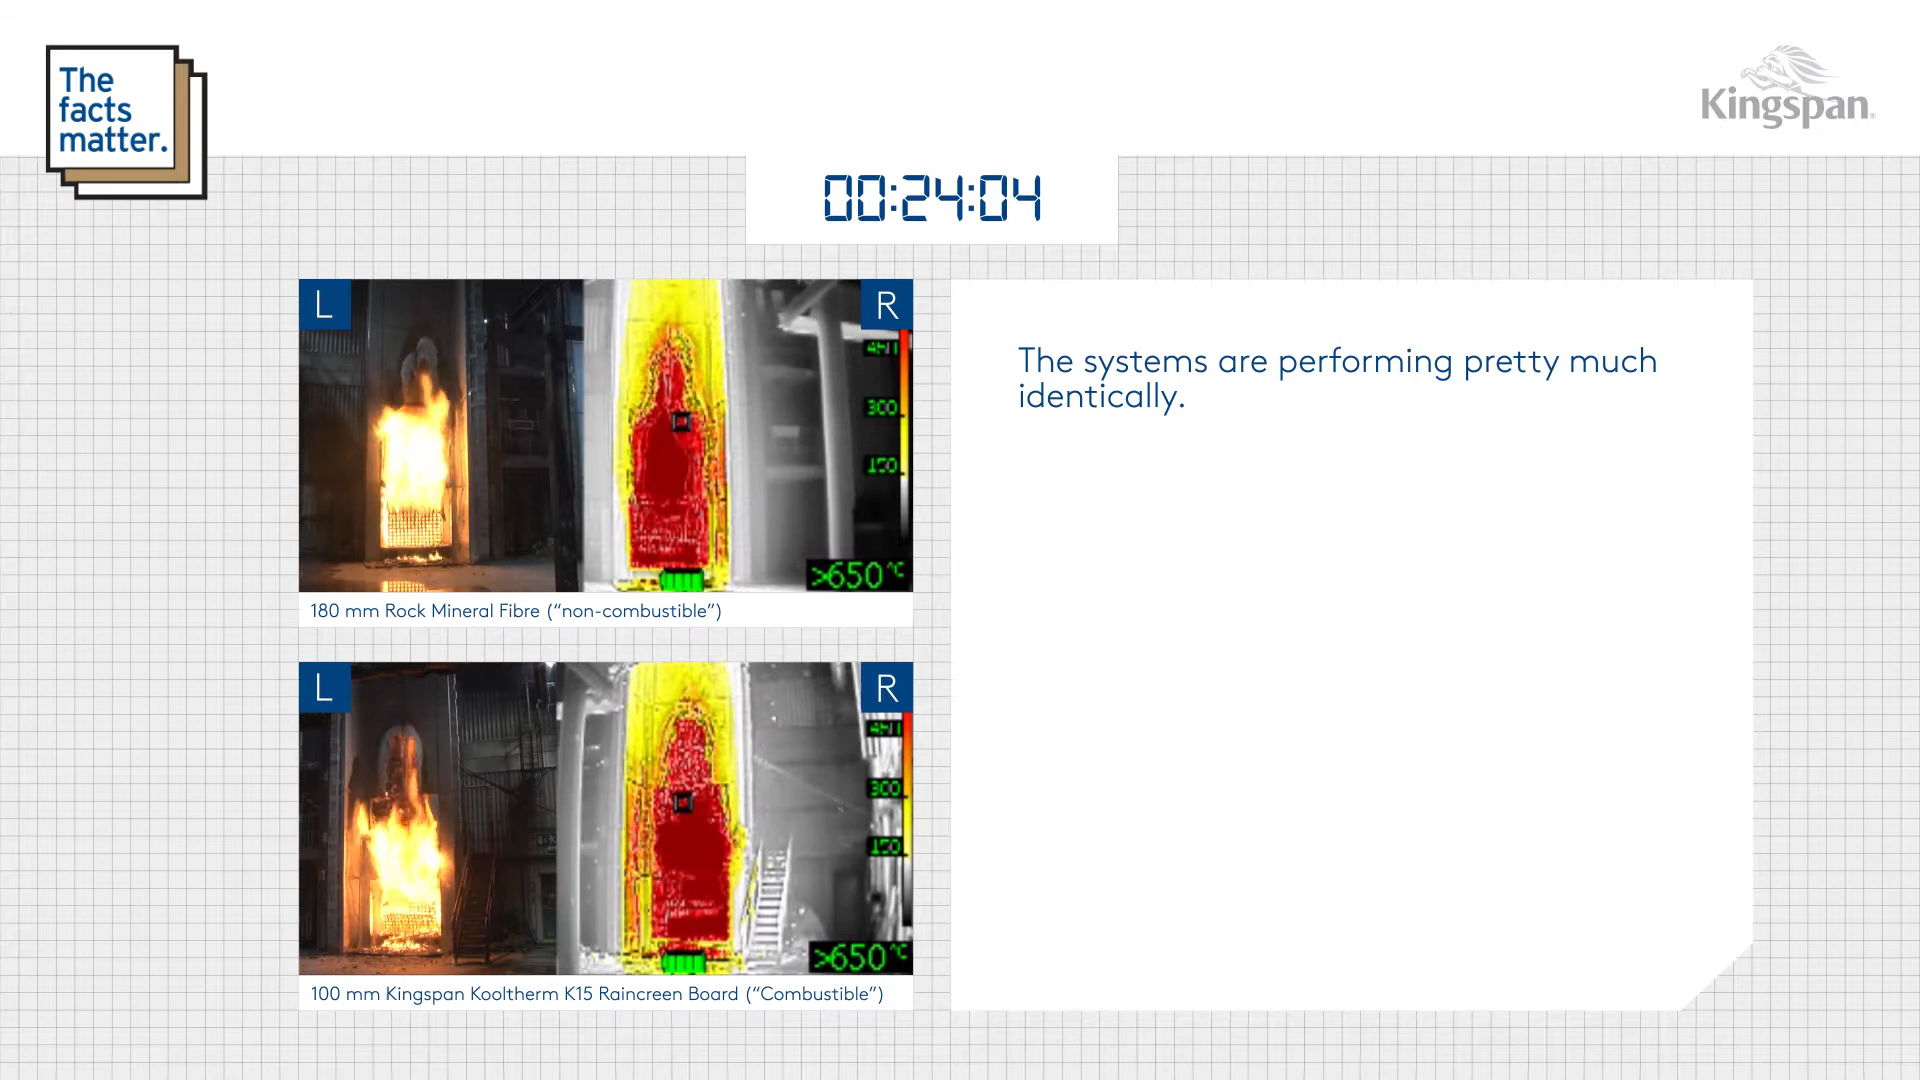 The
facts
matter.
Kingspan
00:24:04
L
R
300
150
>650°C
180 mm Rock Mineral Fibre (“non-combustible”)
L
R
300
150
>650°C
100 mm Kingspan Kooltherm K15 Raincreen Board (“Combustible”)
The systems are performing pretty much
identically.